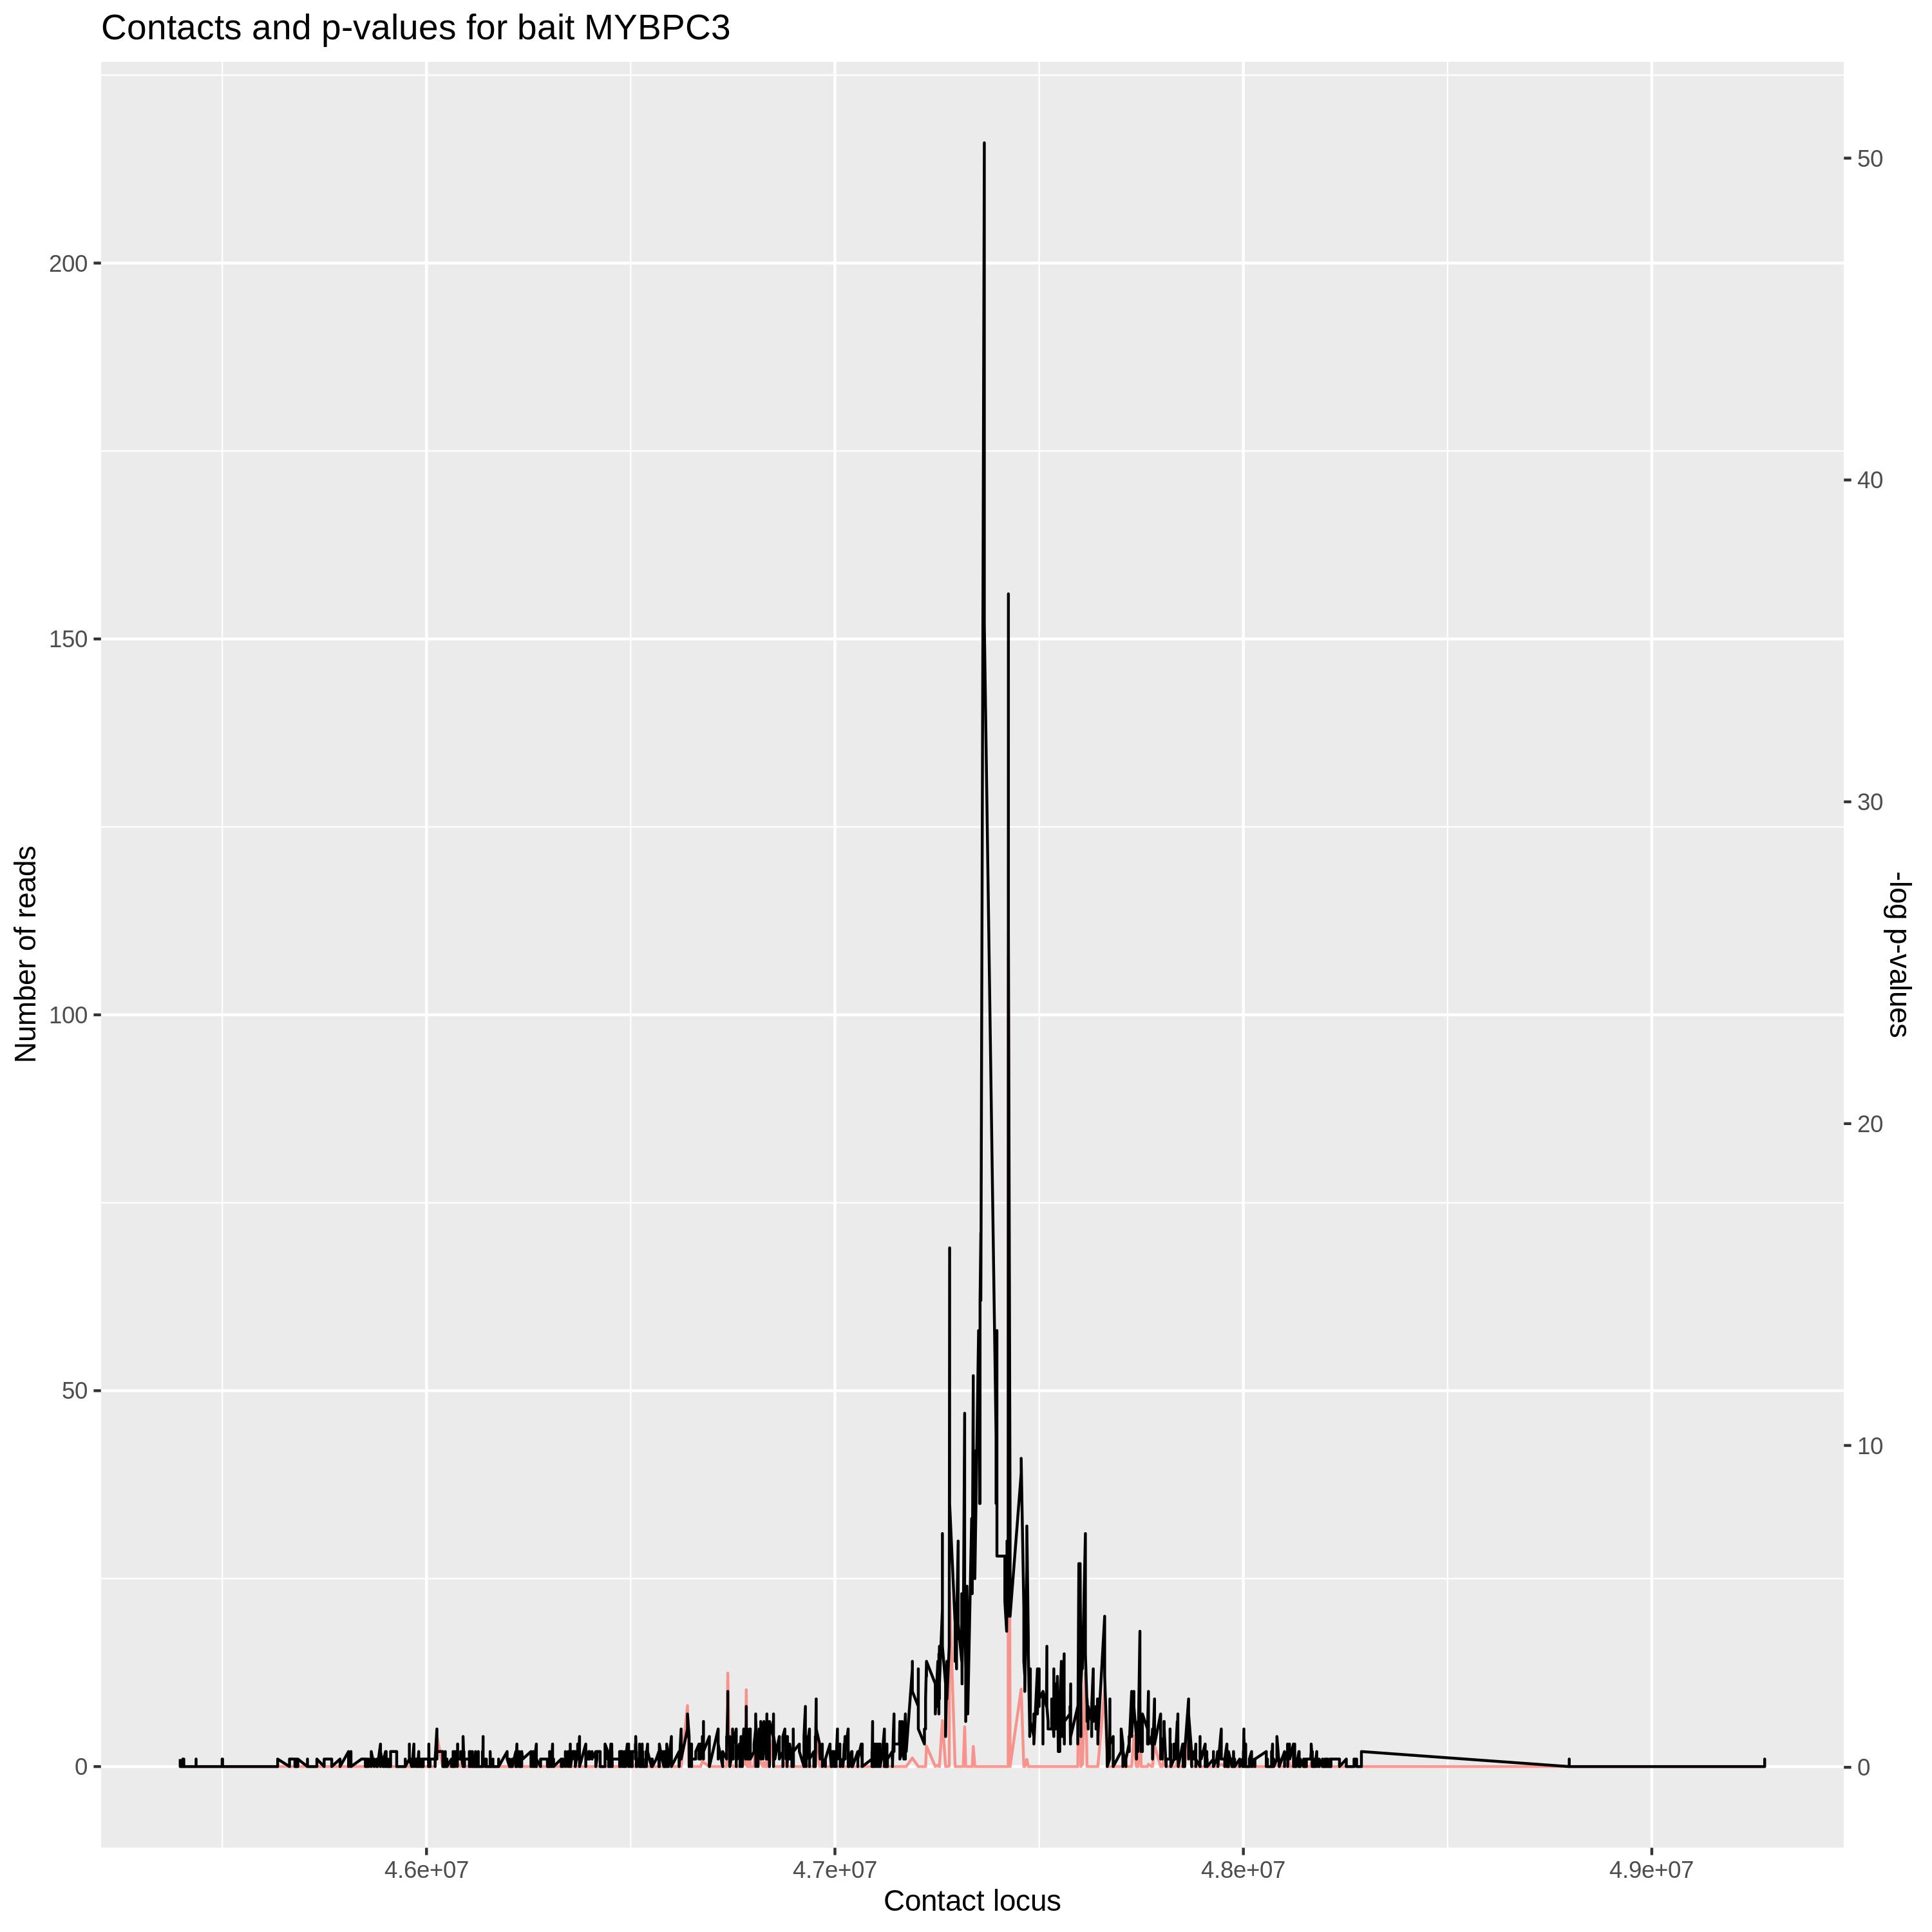 Contacts and p-values for bait MYBPC3
Number of reads
200
150
100
50
0
50
40
30
20
10
0
-log p-values
4.6e+07
4.7e+07
4.8e+07
4.9e+07
Contact locus